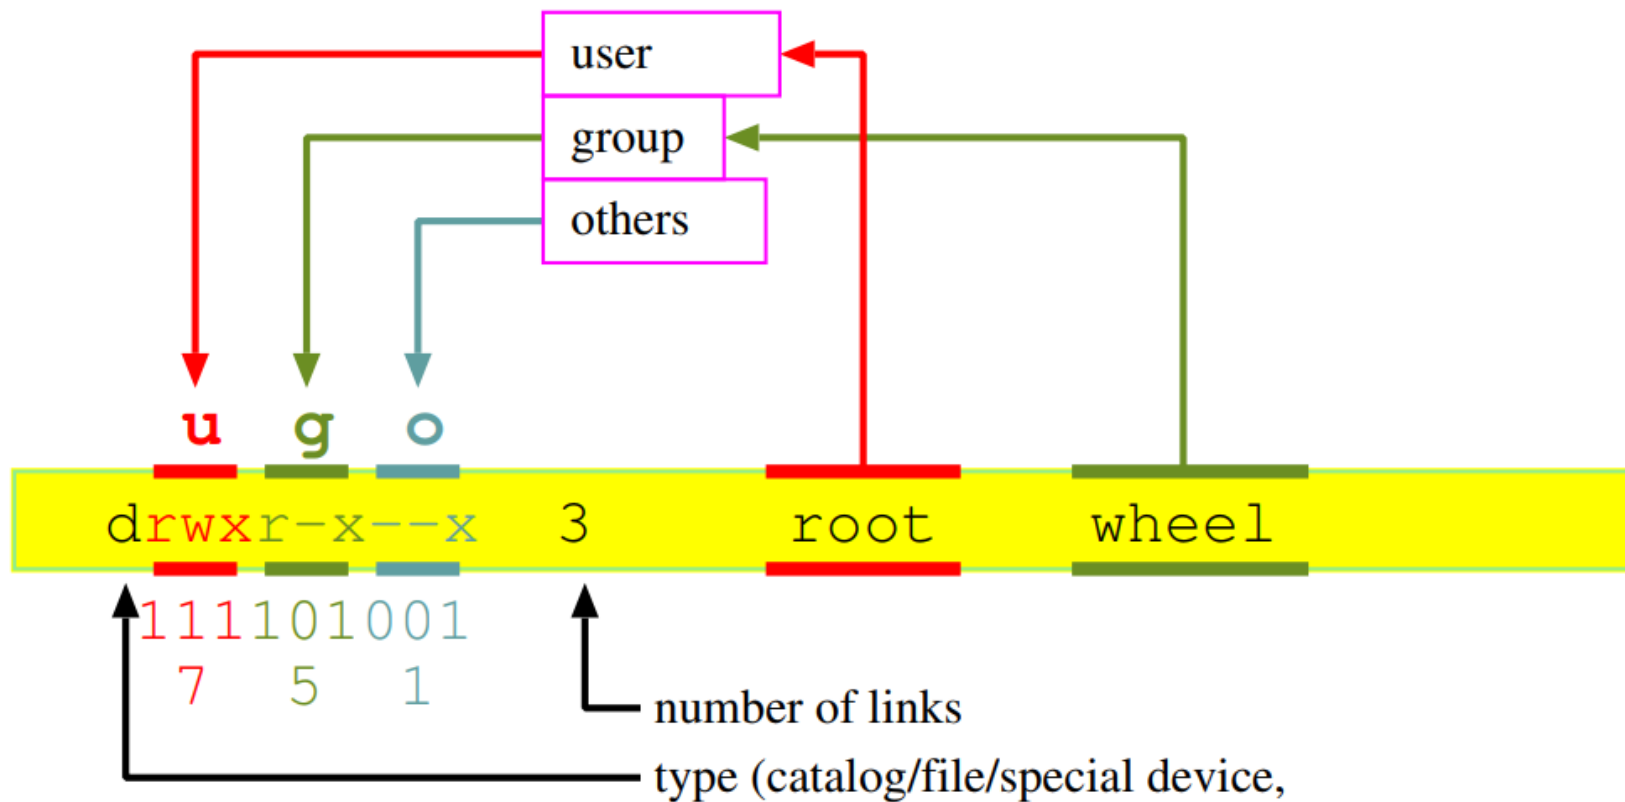 user
group
others
u g o
drwxr-x--x 3 root wheel
111101001
7 5 1
number of links
type (catalog/file/special device,